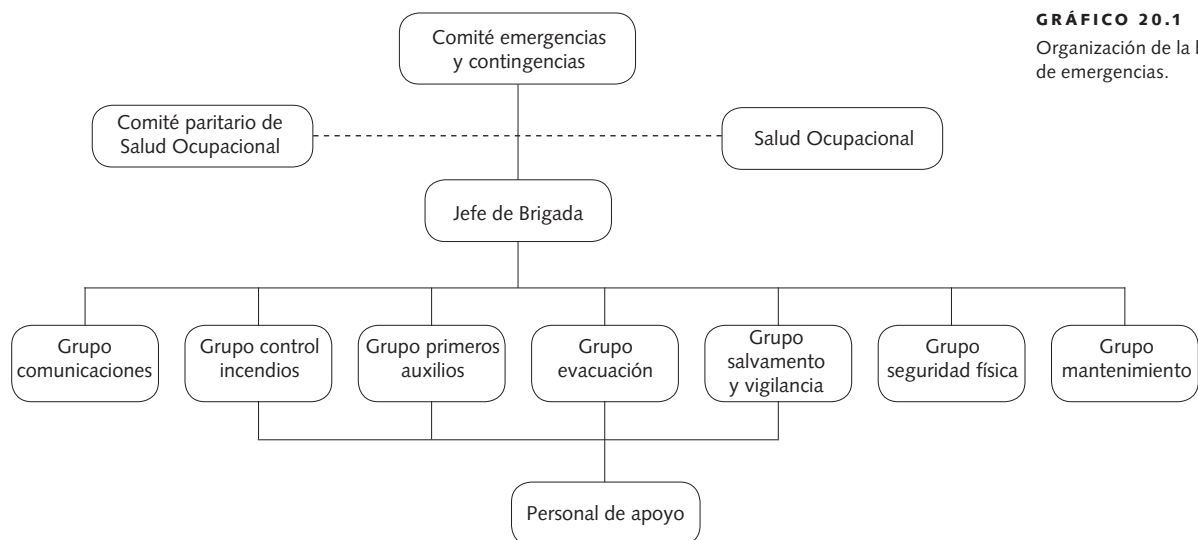 GRÁFICO 20.1
Organización de la
de emergencias.
Comité emergencias
y contingencias
Comité paritario de
Salud Ocupacional
Salud Ocupacional
Jefe de Brigada
Grupo
comunicaciones
Grupo control
incendios
Grupo primeros
auxilios
Grupo
evacuación
Grupo
salvamento
y vigilancia
Grupo
seguridad física
Grupo
mantenimiento
Personal de apoyo